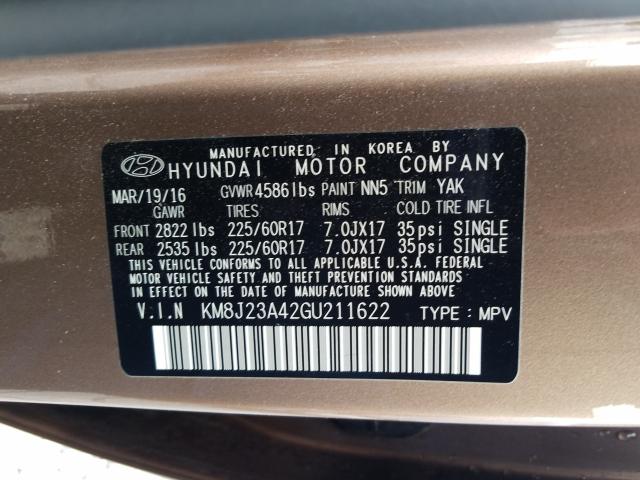 MANUFACTURED IN KOREA BY
HYUNDAI MOTOR COMPANY
MAR/19/16 GVWR 4586 lbs PAINT NN5 TRIM YAK
GAWR TIRES RIMS COLD TIRE INFL
FRONT 2822 lbs 225/60R17 7.0JX17 35psi SINGLE
REAR 2535 lbs 225/60R17 7.0JX17 35psi SINGLE
THIS VEHICLE CONFORMS TO ALL APPLICABLE U.S.A. FEDERAL
MOTOR VEHICLE SAFETY AND THEFT PREVENTION STANDARDS
IN EFFECT ON THE DATE OF MANUFACTURE SHOWN ABOVE
V.I.N KM8J23A42GU211622 TYPE : MPV